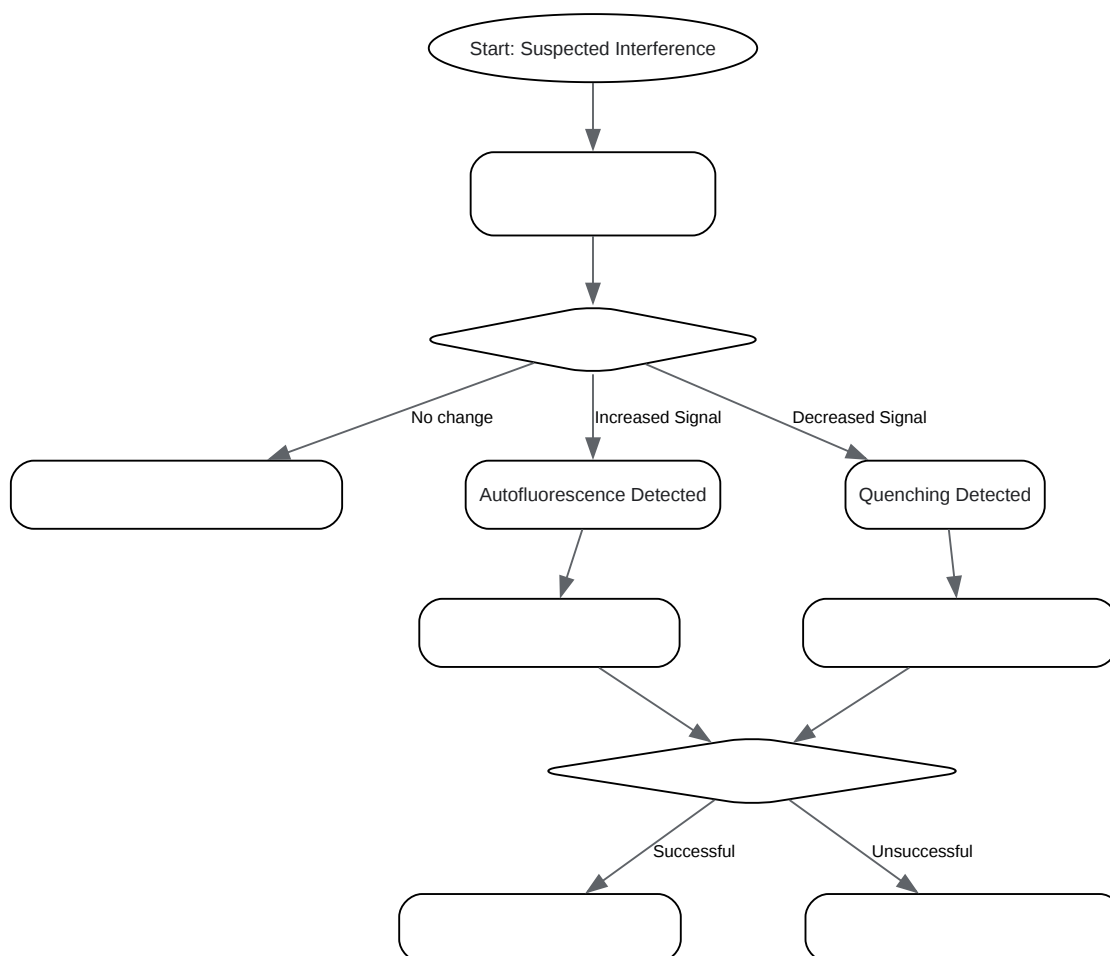 Start: Suspected Interference
No change
Increased Signal
Decreased Signal
Autofluorescence Detected
Quenching Detected
Successful
Unsuccessful